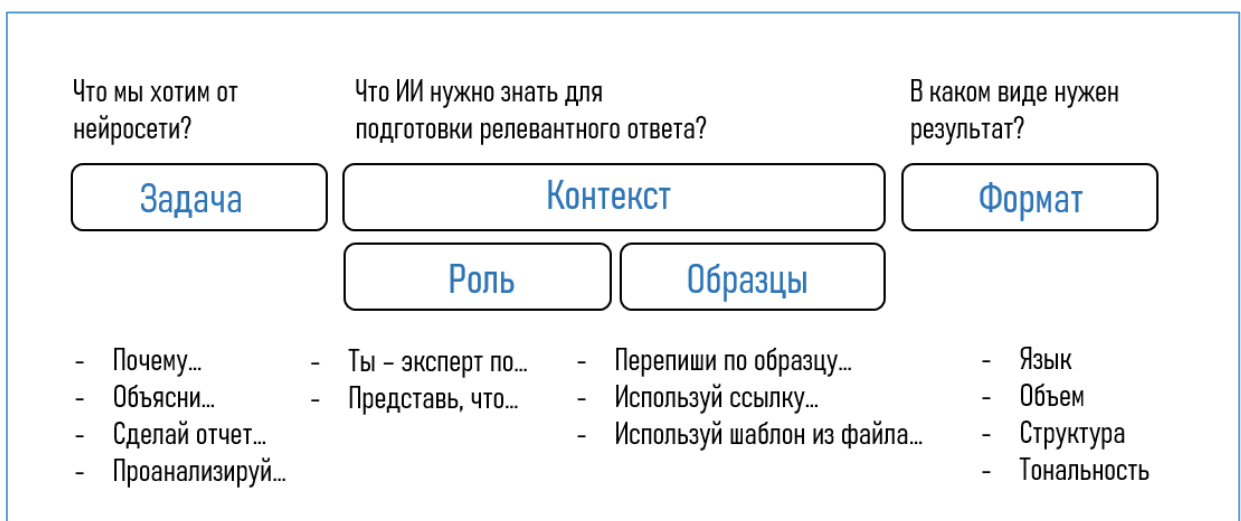 Что мы хотим от
нейросети?
Что ИИ нужно знать для
подготовки релевантного ответа?
В каком виде нужен
результат?
Задача
Контекст
Формат
Роль
Образцы
- Почему...
- Объясни...
- Сделай отчет...
- Проанализируй...
- Ты – эксперт по...
- Представь, что...
- Перепиши по образцу...
- Используй ссылку...
- Используй шаблон из файла...
- Язык
- Объем
- Структура
- Тональность